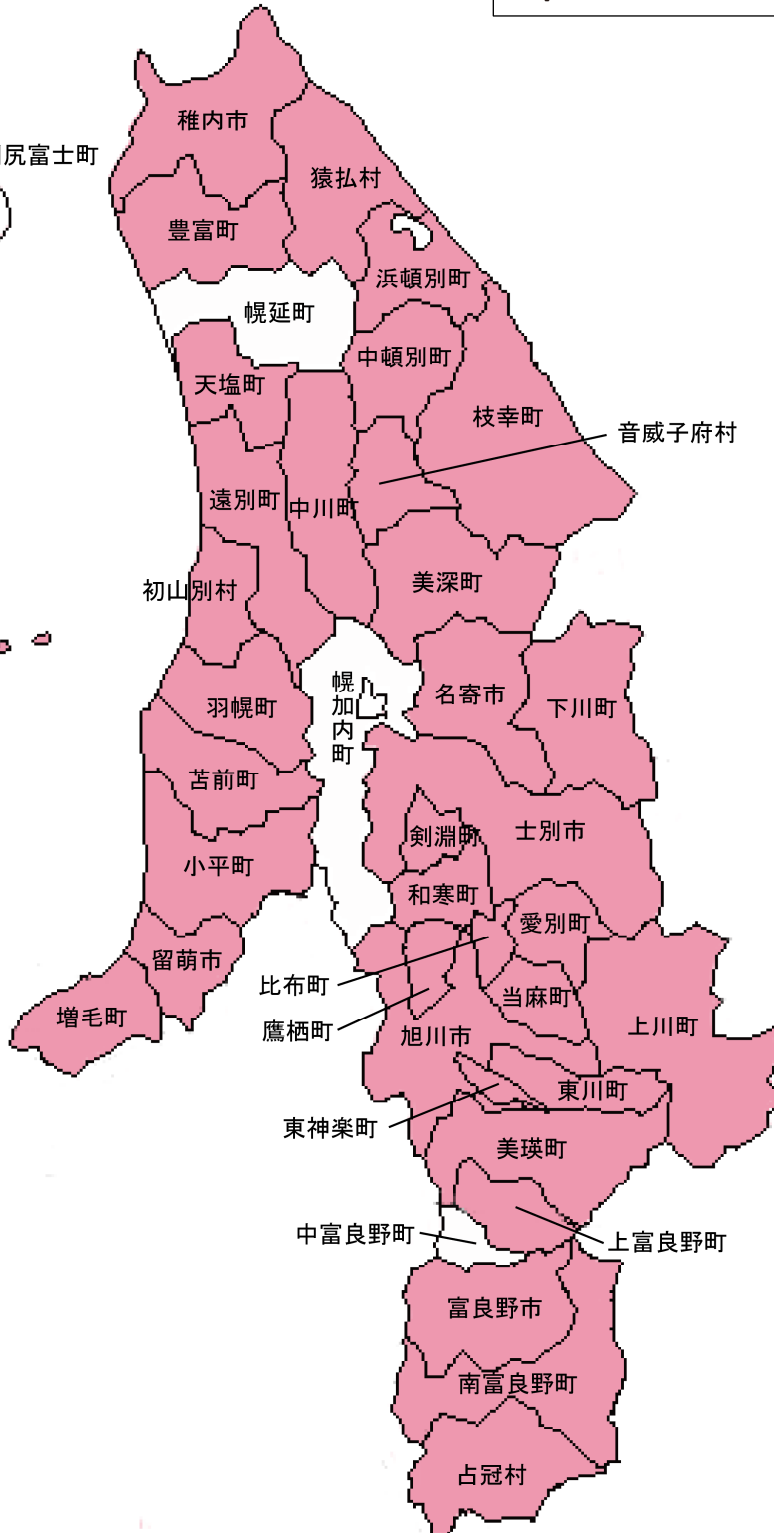 稚内市
尻富士町
猿払村
豊富町
浜頓別町
幌延町
中頓別町
天塩町
枝幸町
音威子府村
遠別町
中川町
美深町
初山別村
名寄市
下川町
幌加内町
羽幌町
苫前町
剣淵町
士別市
小平町
和寒町
愛別町
留萌市
比布町
当麻町
増毛町
鷹栖町
旭川市
上川町
東川町
東神楽町
美瑛町
中富良野町
上富良野町
富良野市
南富良野町
占冠村